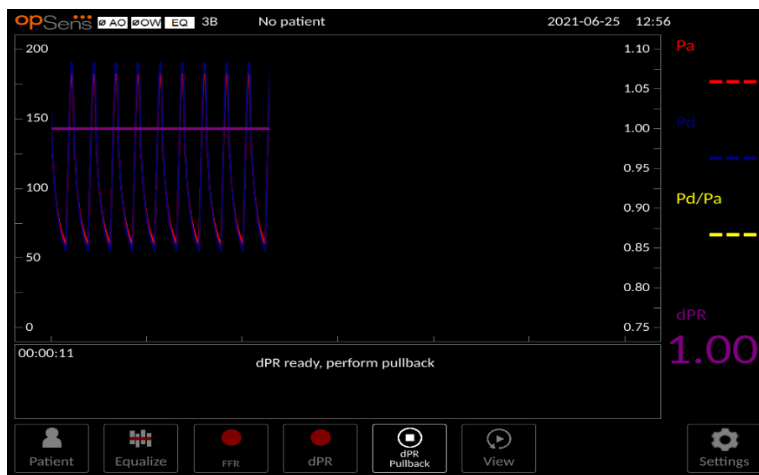 opSens ø AO øOW EQ 3B No patient 2021-06-25 12:56
200
150
100
50
0
1.10
1.05
1.00
0.95
0.90
0.85
0.80
0.75
Pa
---
Pd
---
Pd/Pa
---
dPR
1.00
00:00:11
dPR ready, perform pullback
Patient
Equalize
FFR
dPR
dPR
Pullback
View
Settings